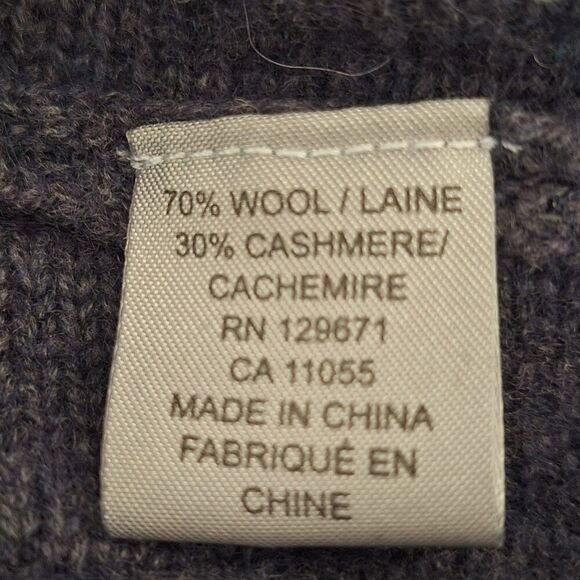 70% WOOL / LAINE
30% CASHMERE/
CACHEMIRE
RN 129671
CA 11055
MADE IN CHINA
FABRIQUÉ EN
CHINE